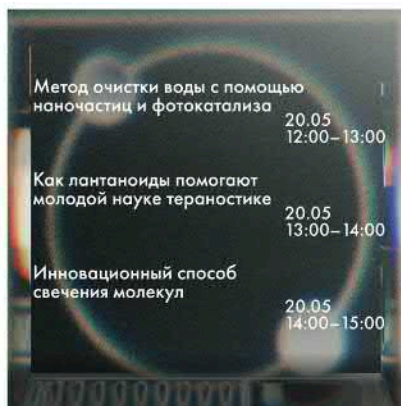 Метод очистки воды с помощью
наночастиц и фотокатализа
20.05
12:00–13:00
Как лантаноиды помогают
молодой науке тераностике
20.05
13:00–14:00
Инновационный способ
свечения молекул
20.05
14:00–15:00